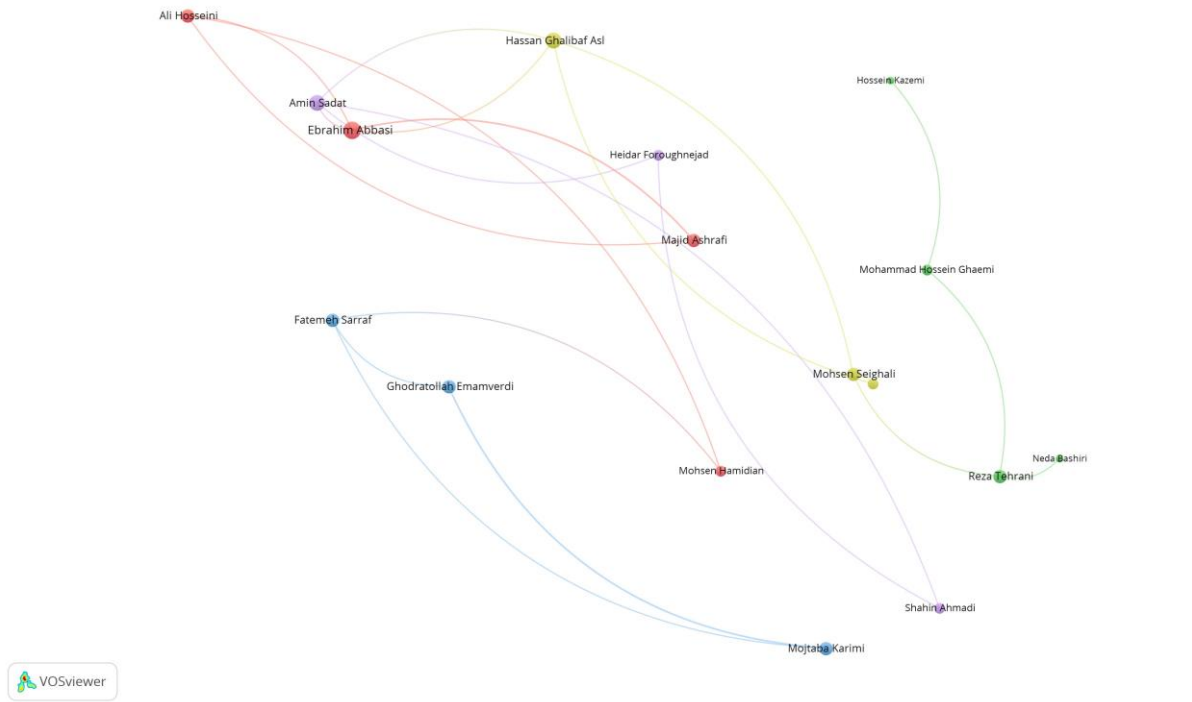 Ali Hosseini
Hassan Ghalibaf Asl
Hossein Kazemi
Amin Sadat
Ebrahim Abbasi
Heidar Foroughnejad
Majid Ashrafi
Mohammad Hossein Ghaemi
Fatemeh Sarraf
Mohsen Seighali
Ghodratollah Emamverdi
Neda Bashiri
Mohsen Hamidian
Reza Tehrani
Shahin Ahmadi
Mojtaba Karimi
VOSviewer